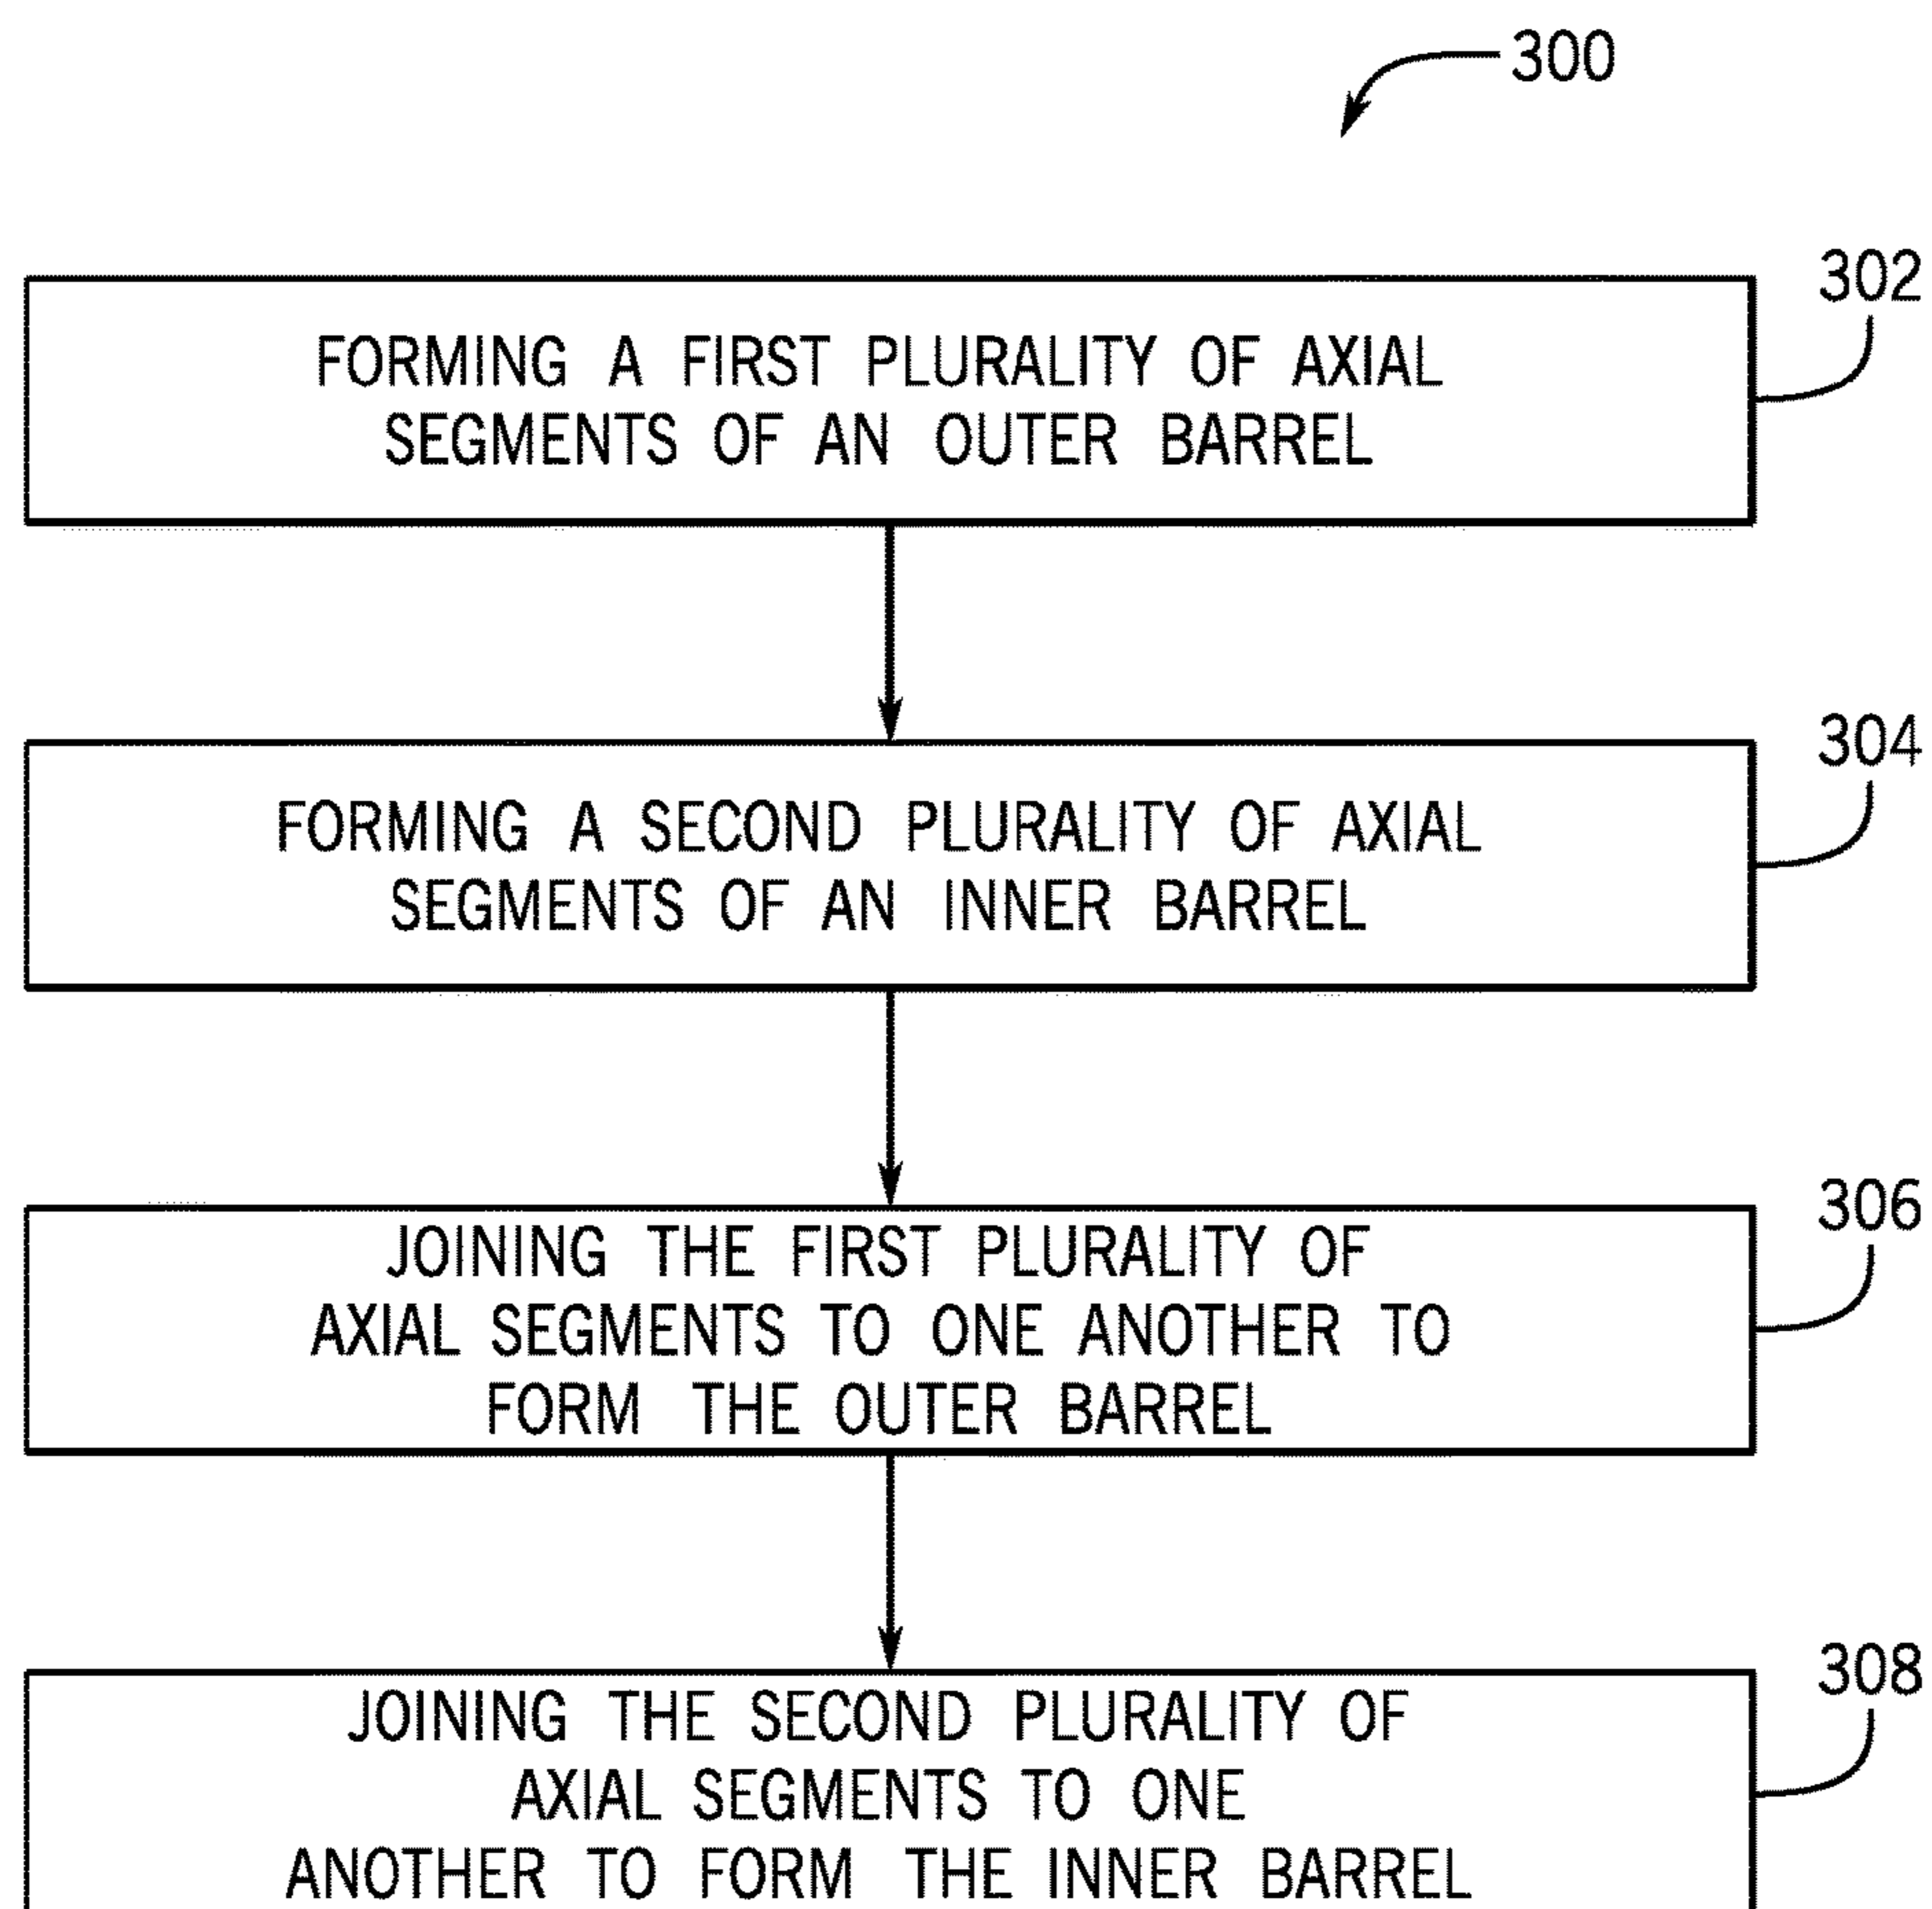 300
302
FORMING A FIRST PLURALITY OF AXIAL
SEGMENTS OF AN OUTER BARREL
304
FORMING A SECOND PLURALITY OF AXIAL
SEGMENTS OF AN INNER BARREL
306
JOINING THE FIRST PLURALITY OF
AXIAL SEGMENTS TO ONE ANOTHER TO
FORM THE OUTER BARREL
308
JOINING THE SECOND PLURALITY OF
AXIAL SEGMENTS TO ONE
ANOTHER TO FORM THE INNER BARREL